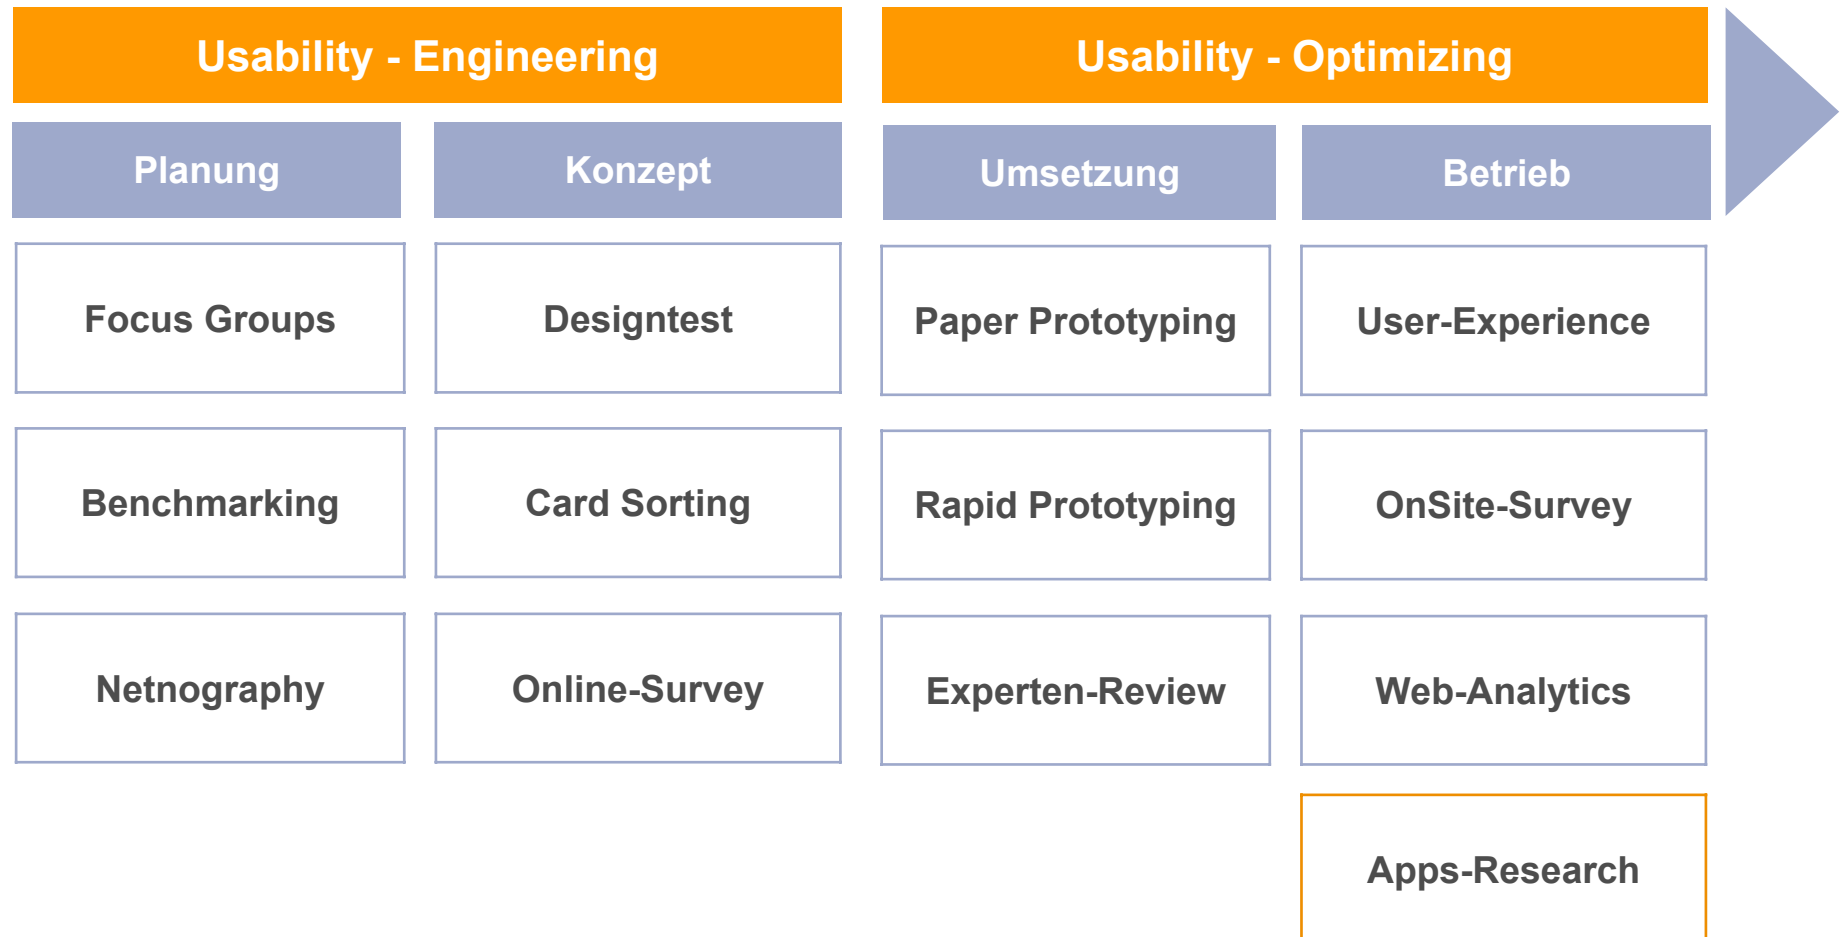 Usability - Engineering
Usability - Optimizing
Planung
Konzept
Umsetzung
Betrieb
Focus Groups
Designtest
Paper Prototyping
User-Experience
Benchmarking
Card Sorting
Rapid Prototyping
OnSite-Survey
Netnography
Online-Survey
Experten-Review
Web-Analytics
Apps-Research